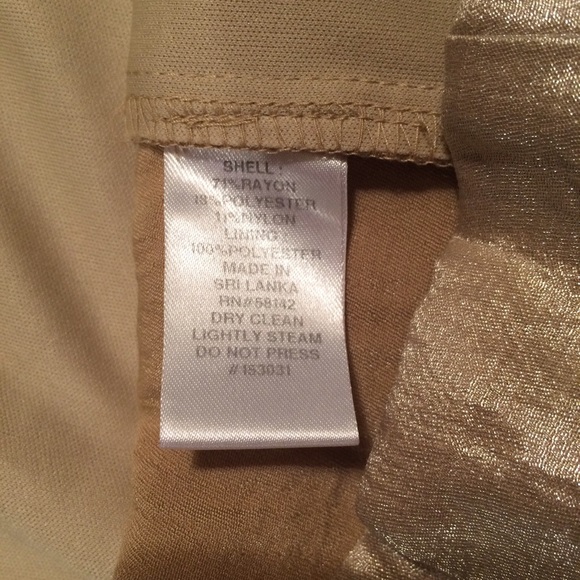 SHELL:
71%RAYON
18%POLYESTER
11%NYLON
LINING:
100%POLYESTER
MADE IN
SRI LANKA
RN#58142
DRY CLEAN
LIGHTLY STEAM
DO NOT PRESS
#153031